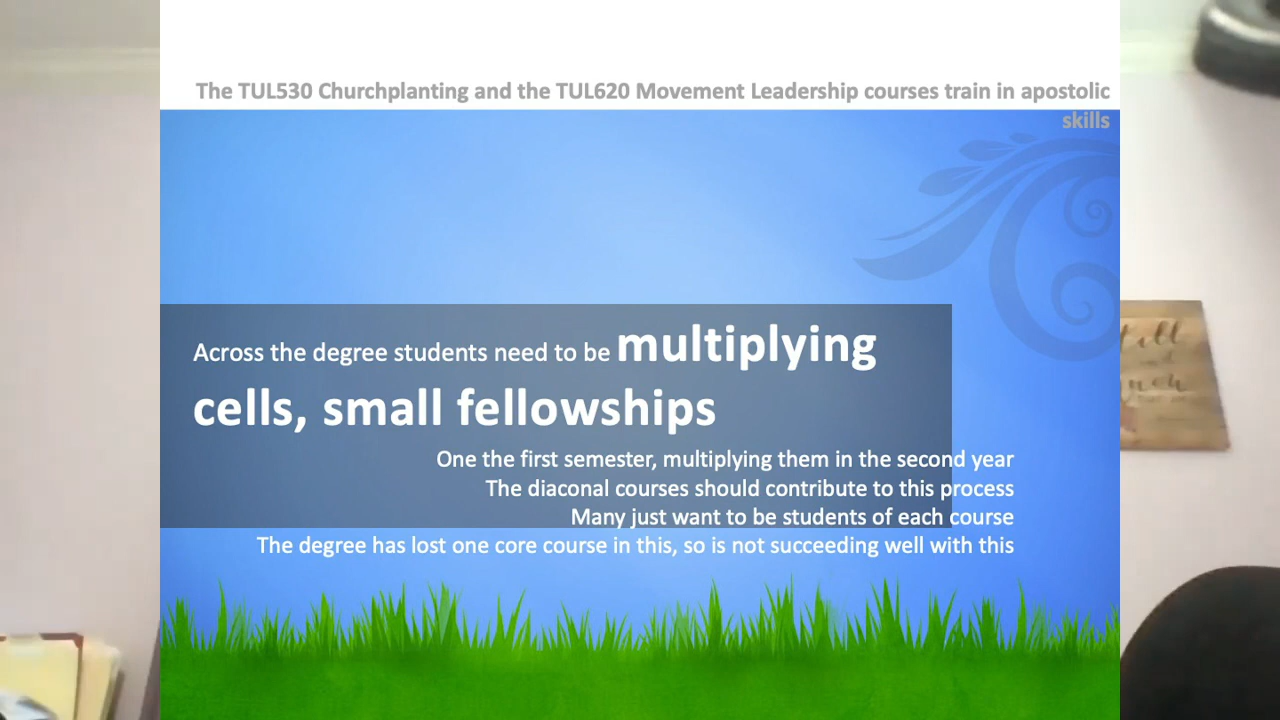 The TUL530 Churchplanting and the TUL620 Movement Leadership courses train in apostolic
skills
Across the degree students need to be multiplying
cells, small fellowships
One the first semester, multiplying them in the second year
The diaconal courses should contribute to this process
Many just want to be students of each course
The degree has lost one core course in this, so is not succeeding well with this